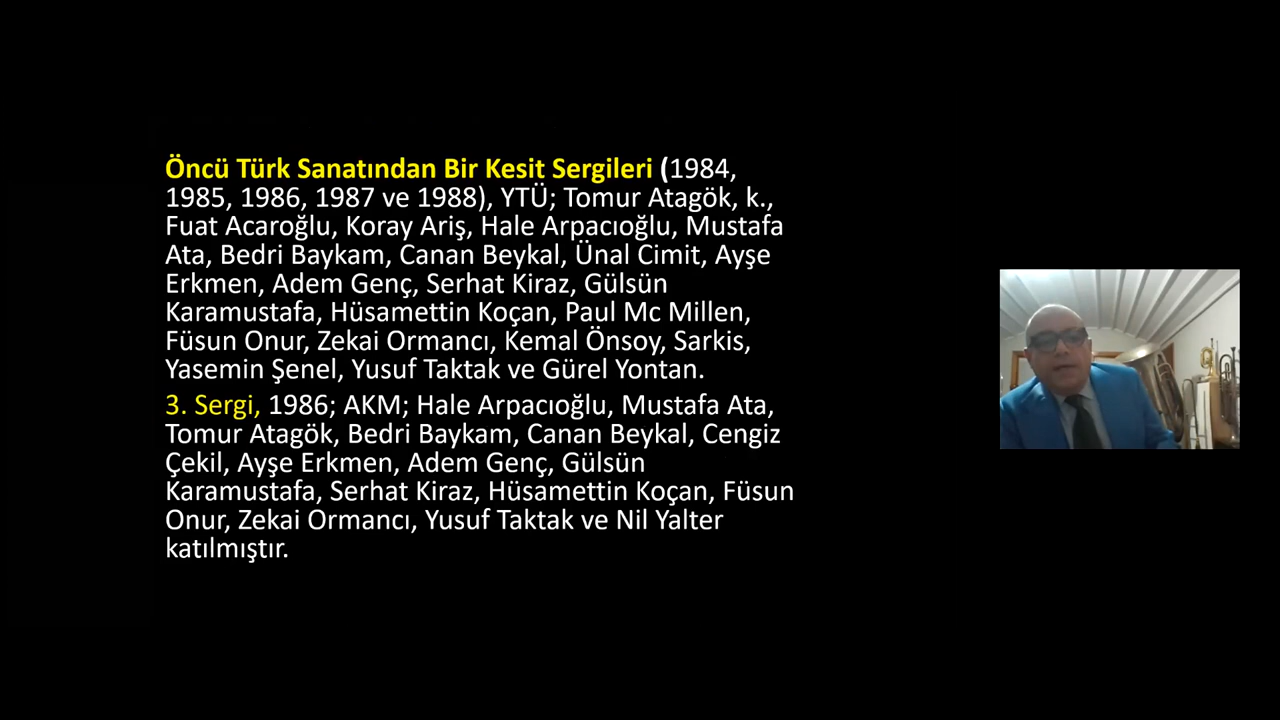 Öncü Türk Sanatından Bir Kesit Sergileri (1984,
1985, 1986, 1987 ve 1988), YTÜ; Tomur Atagök, k.,
Fuat Acaroğlu, Koray Ariş, Hale Arpacıoğlu, Mustafa
Ata, Bedri Baykam, Canan Beykal, Ünal Cimit, Ayşe
Erkmen, Adem Genç, Serhat Kiraz, Gülsün
Karamustafa, Hüsamettin Koçan, Paul Mc Millen,
Füsun Onur, Zekai Ormancı, Kemal Önsoy, Sarkis,
Yasemin Şenel, Yusuf Taktak ve Gürel Yontan.
3. Sergi, 1986; AKM; Hale Arpacıoğlu, Mustafa Ata,
Tomur Atagök, Bedri Baykam, Canan Beykal, Cengiz
Çekil, Ayşe Erkmen, Adem Genç, Gülsün
Karamustafa, Serhat Kiraz, Hüsamettin Koçan, Füsun
Onur, Zekai Ormancı, Yusuf Taktak ve Nil Yalter
katılmıştır.